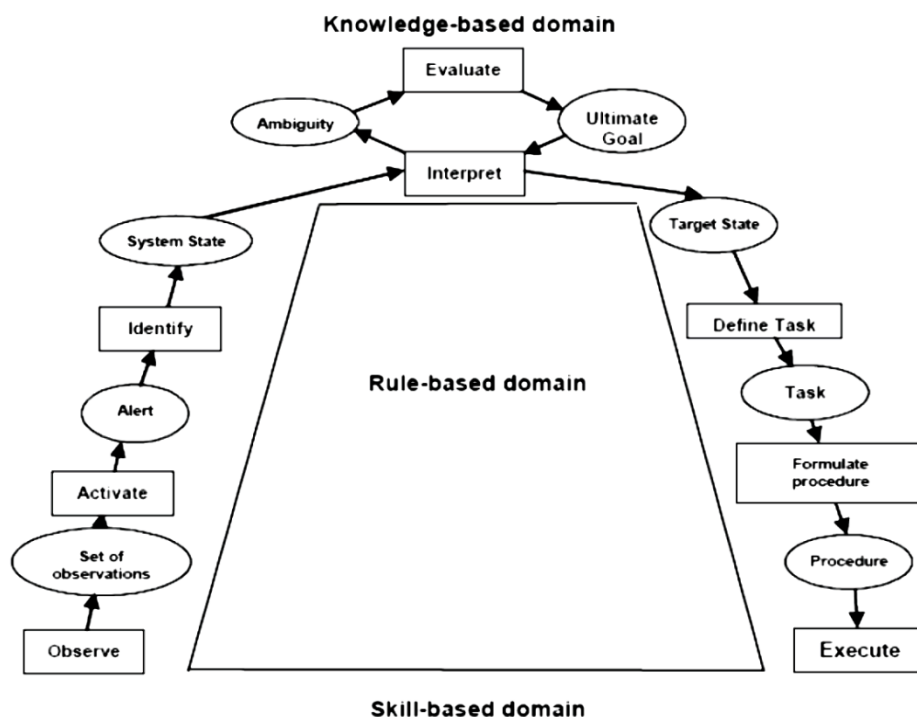 Knowledge-based domain
Evaluate
Ambiguity
Ultimate
Goal
Interpret
System State
Target State
Identify
Define Task
Rule-based domain
Alert
Task
Activate
Formulate
procedure
Set of
observations
Procedure
Observe
Execute
Skill-based domain